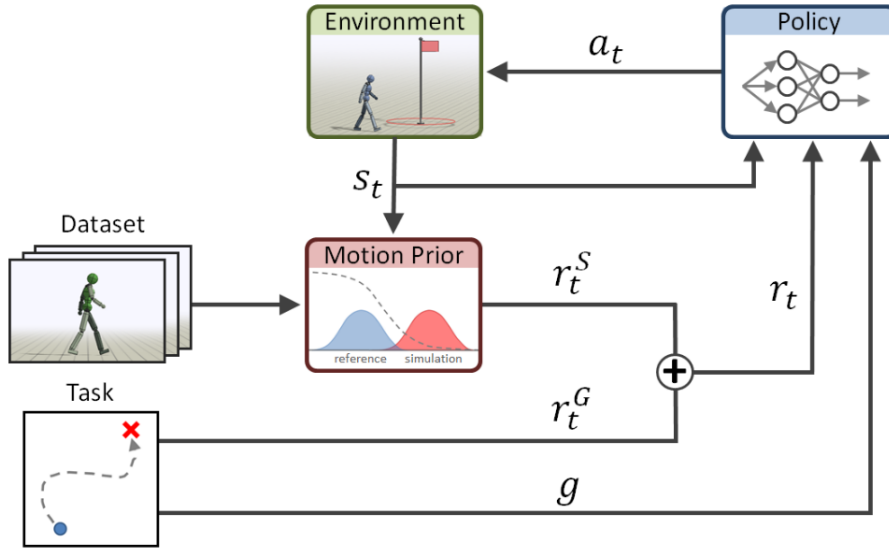 Environment
Policy
a_t
s_t
Dataset
Motion Prior
reference simulation
r_t^S
r_t
+
Task
r_t^G
g